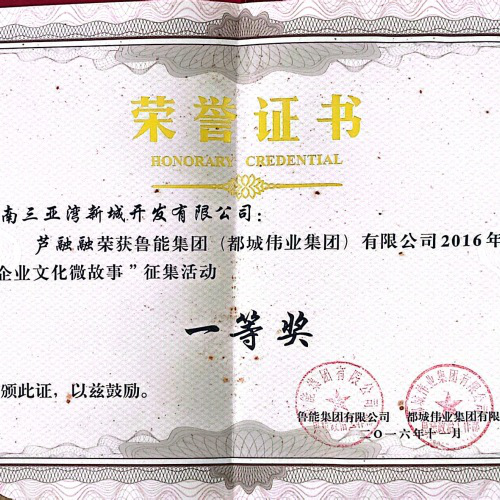 荣誉证书
HONORARY CREDENTIAL
南三亚湾新城开发有限公司：
芦融融荣获鲁能集团（都城伟业集团）有限公司2016年
企业文化微故事”征集活动
一等奖
颁此证，以兹鼓励。
鲁能集团有限公司 都城伟业集团有限
二〇一六年十一月